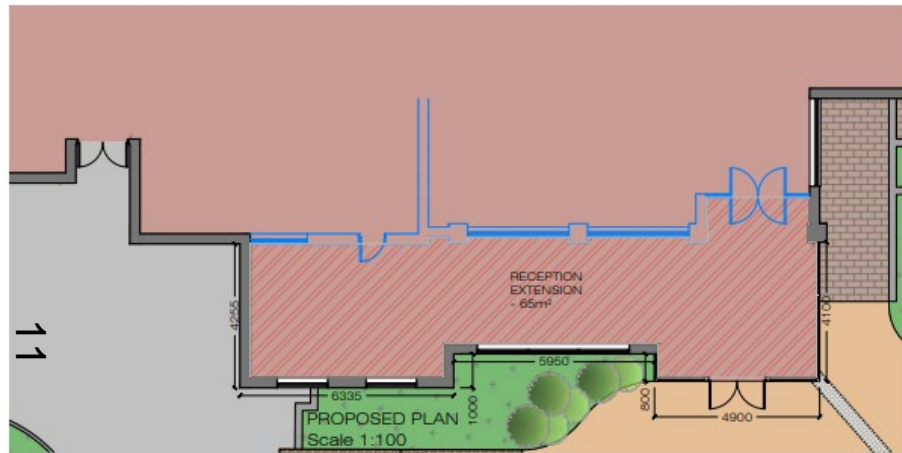 RECEPTION
EXTENSION
- 65m²
4255
4100
5950
6335
1000
800
4900
PROPOSED PLAN
Scale 1:100
11